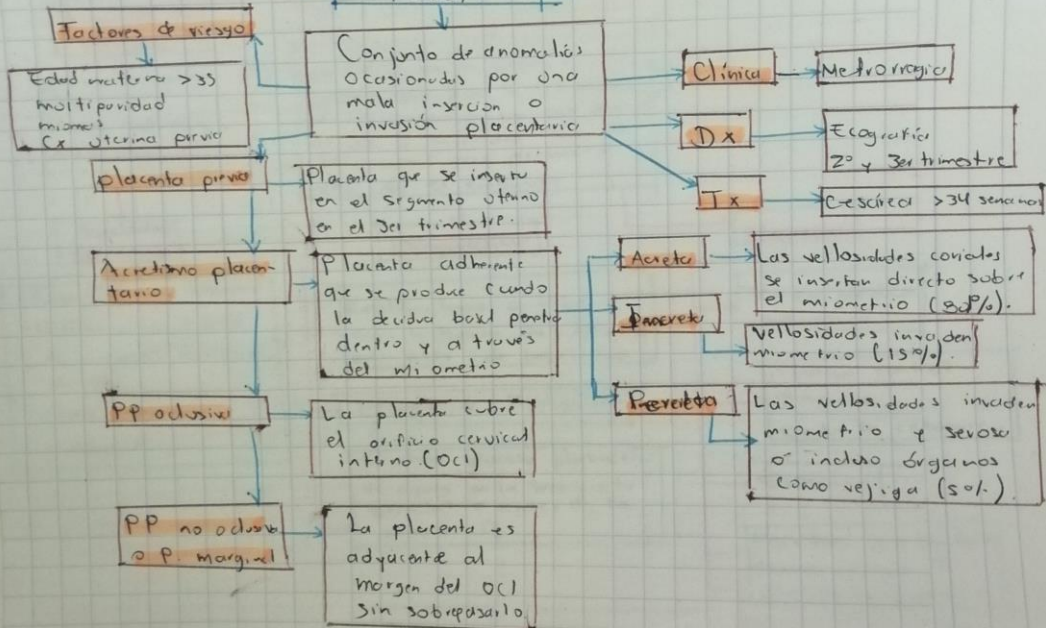 Factores de riesgo
Edad materna >35
multiparidad
miomas
Cx uterina previa
Conjunto de anomalias
ocasionadas por una
mala inserción o
invasión placentaria
Clínica
Metrorragia
Dx
Ecografía
2° y 3er trimestre
Tx
Cesárea >34 semanas
placenta previa
Placenta que se inserta
en el segmento uterino
en el 3er trimestre.
Acretismo placen-
tario
Placenta adherente
que se produce cuando
la decidua basal penetra
dentro y a través
del miometrio
Acreta
Las vellosidades coriales
se insertan directo sobre
el miometrio (80%).
Increta
Vellosidades invaden
miometrio (15%).
Percreta
Las vellosidades invaden
miometrio y serosa
o incluso órganos
como vejiga (5%).
PP oclusiva
La placenta cubre
el orificio cervical
interno (OCI)
PP no oclusiva
o P. marginal
La placenta es
adyacente al
margen del OCI
sin sobrepasarlo